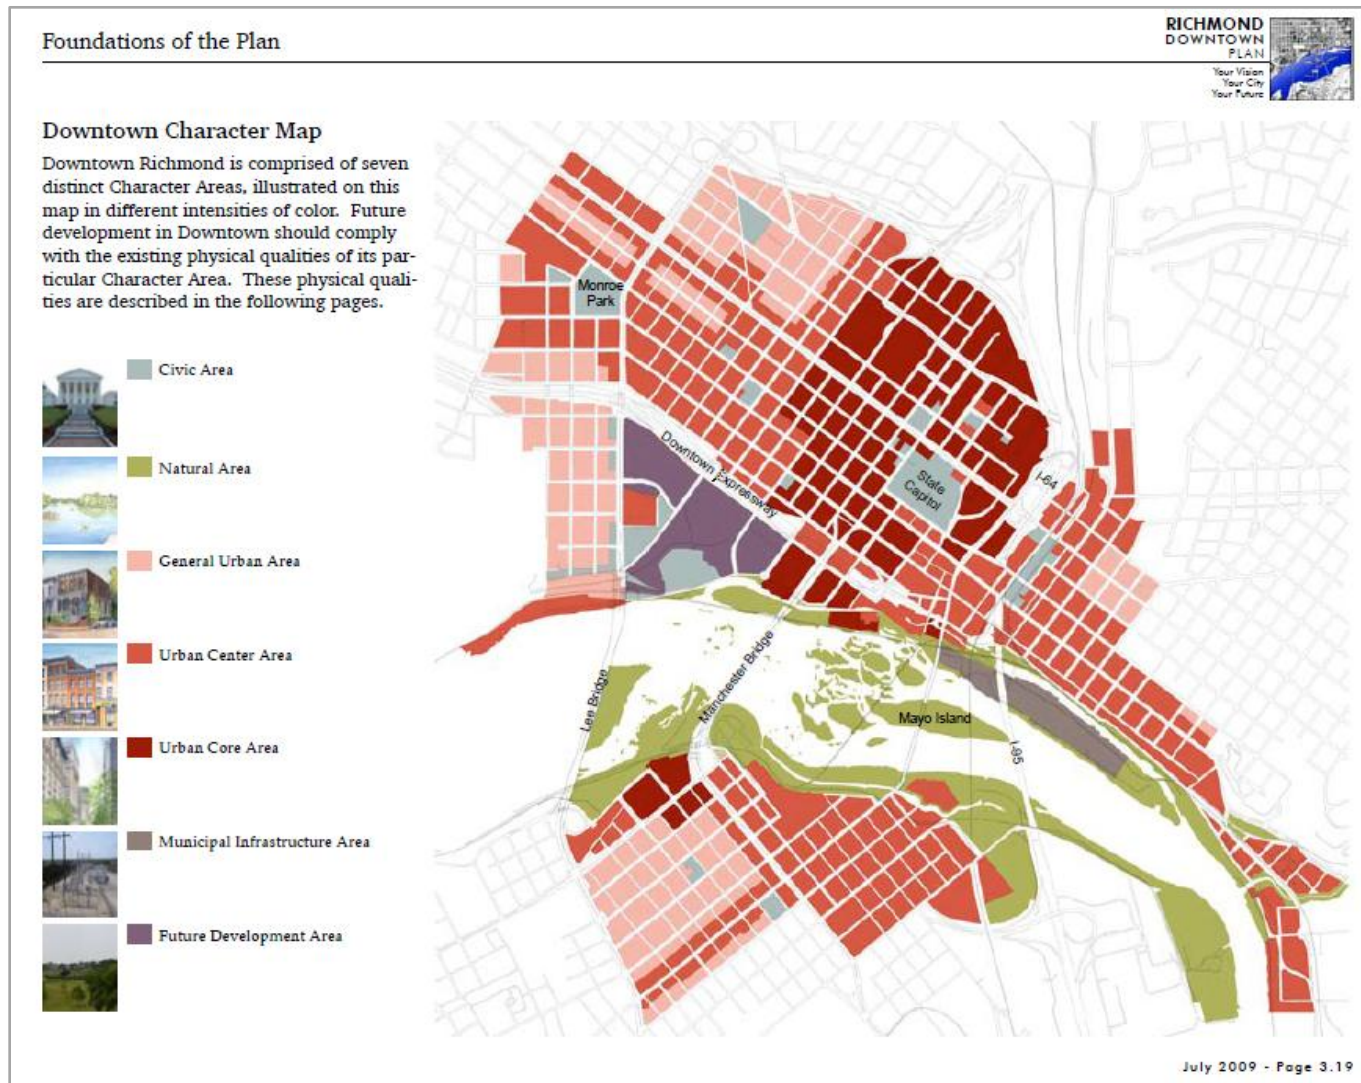 Foundations of the Plan
RICHMOND
DOWNTOWN
PLAN
Your Vision
Your City
Your Future
Downtown Character Map
Downtown Richmond is comprised of seven
distinct Character Areas, illustrated on this
map in different intensities of color. Future
development in Downtown should comply
with the existing physical qualities of its par-
ticular Character Area. These physical quali-
ties are described in the following pages.
Civic Area
Natural Area
General Urban Area
Urban Center Area
Urban Core Area
Municipal Infrastructure Area
Future Development Area
Monroe
Park
Downtown Expressway
State
Capitol
I-64
Lee Bridge
Manchester Bridge
Mayo Island
I-95
July 2009 - Page 3.19